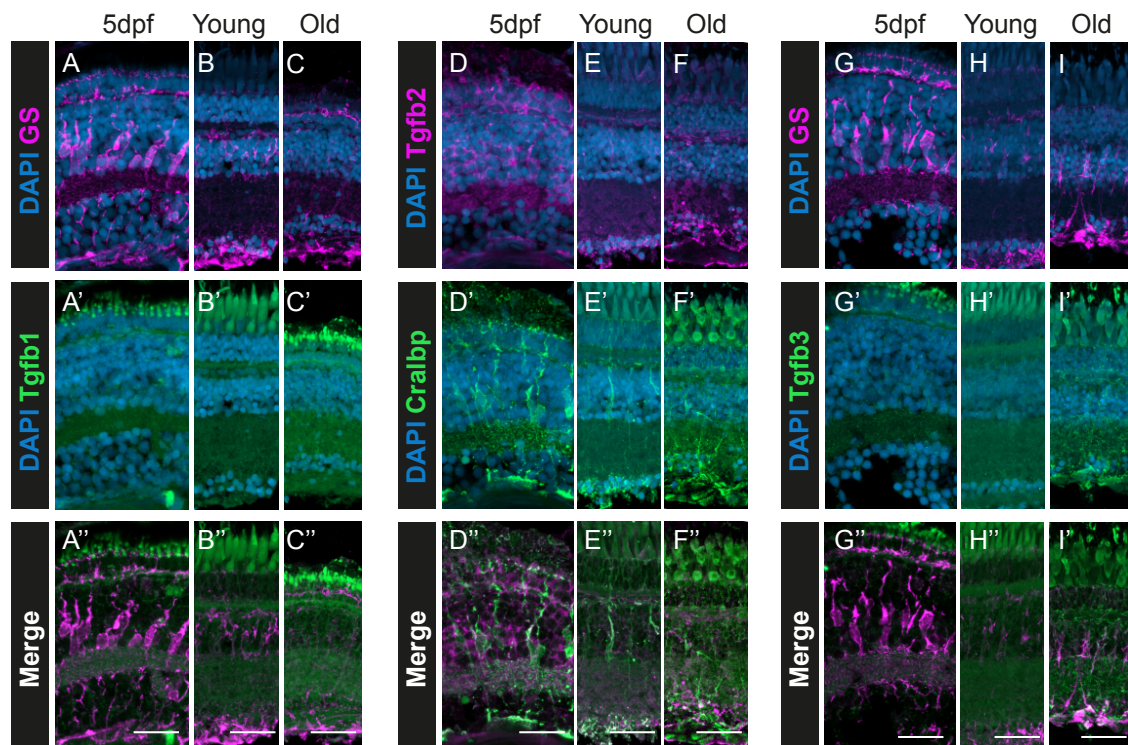 5dpf Young Old 5dpf Young Old 5dpf Young Old
DAPI GS A B C DAPI Tgfb2 D E F DAPI GS G H I
DAPI Tgfb1 A' B' C' DAPI Cralbp D' E' F' DAPI Tgfb3 G' H' I'
Merge A'' B'' C'' Merge D'' E'' F'' Merge G'' H'' I'